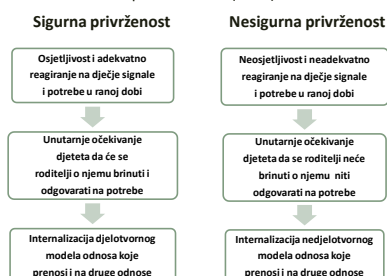 Sigurna privrženost
Osjetljivost i adekvatno
reagiranje na dječje signale
i potrebe u ranoj dobi
Unutarnje očekivanje
djeteta da će se
roditelji o njemu brinuti i
odgovarati na potrebe
Internalizacija djelotvornog
modela odnosa koje
prenosi na druge odnose
Nesigurna privrženost
Neosjetljivost i neadekvatno
reagiranje na dječje signale
i potrebe u ranoj dobi
Unutarnje očekivanje
djeteta da se roditelji neće
brinuti o njemu niti
odgovarati na potrebe
Internalizacija nedjelotvornog
modela odnosa koje
prenosi na druge odnose